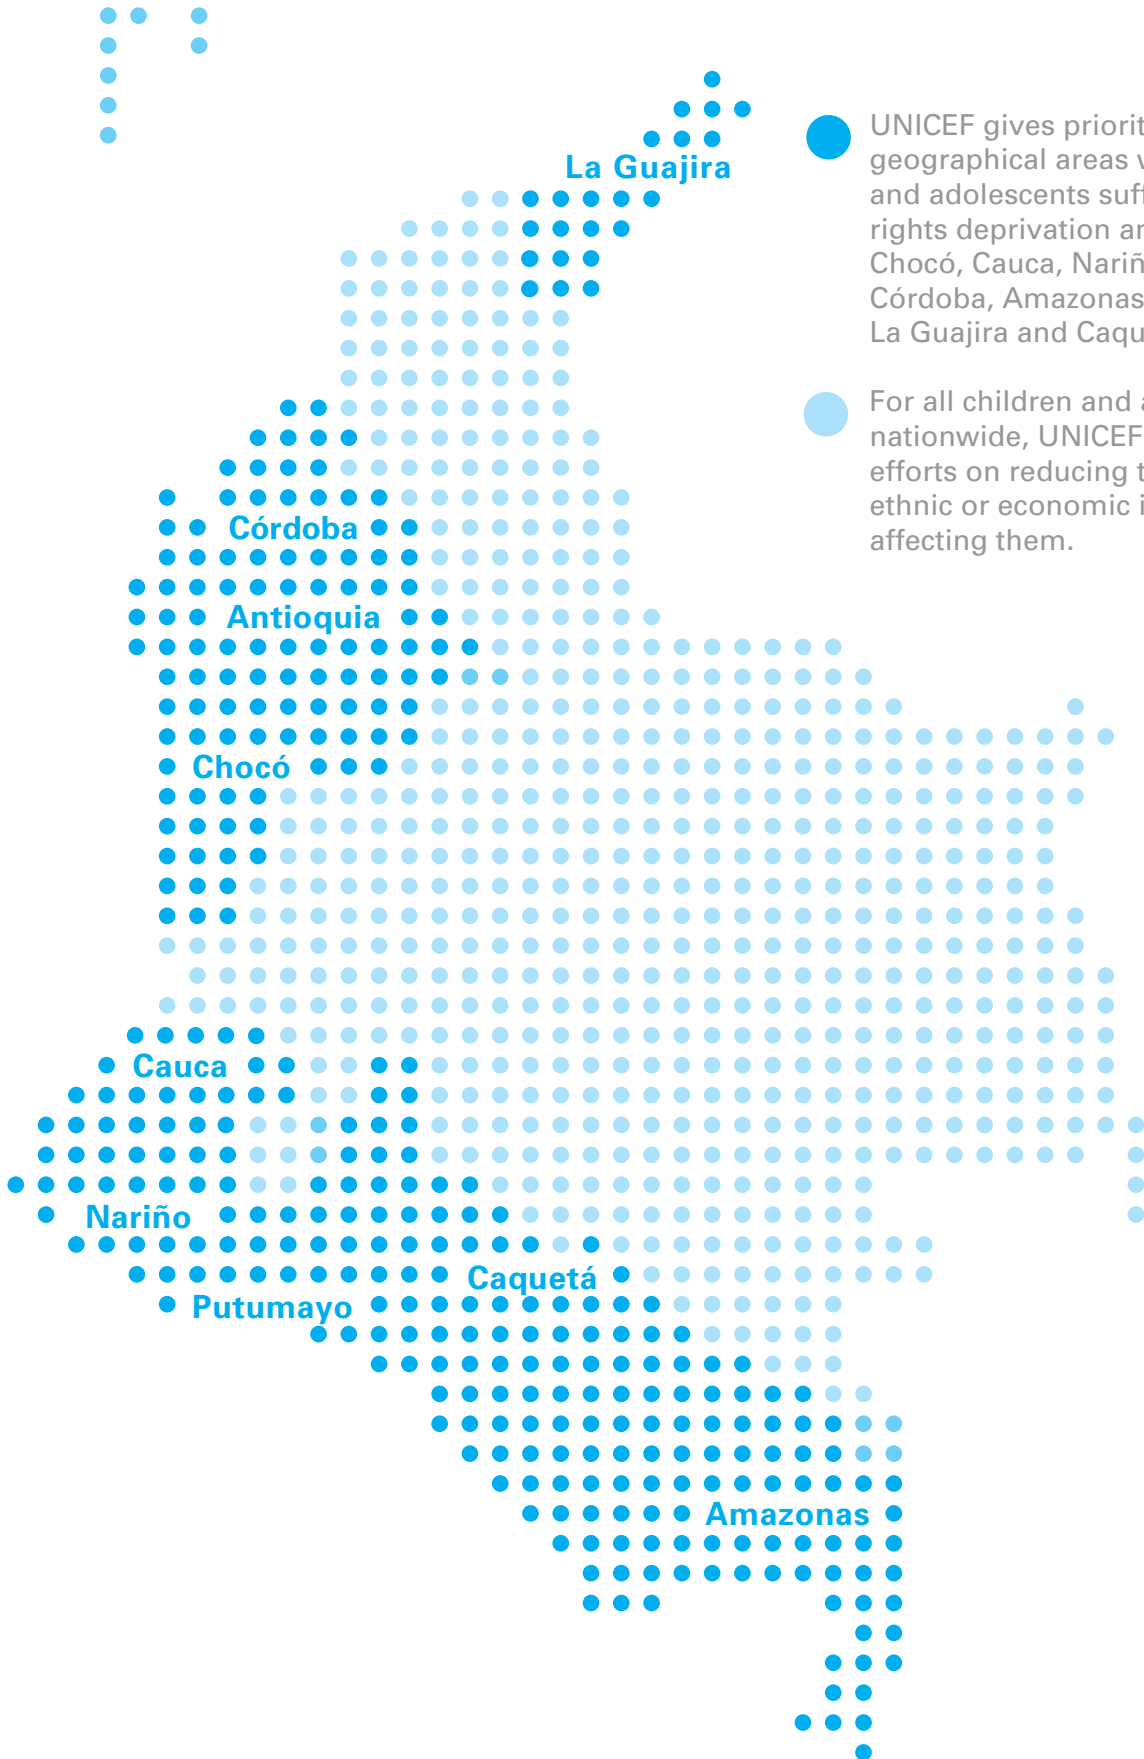 La Guajira
UNICEF gives priorit
geographical areas
and adolescents suf
rights deprivation
Chocó, Cauca, Nariñ
Córdoba, Amazonas
La Guajira and Caqu
For all children and
nationwide, UNICEF
efforts on reducing
ethnic or economic
affecting them.
Córdoba
Antioquia
Chocó
Cauca
Nariño
Caquetá
Putumayo
Amazonas